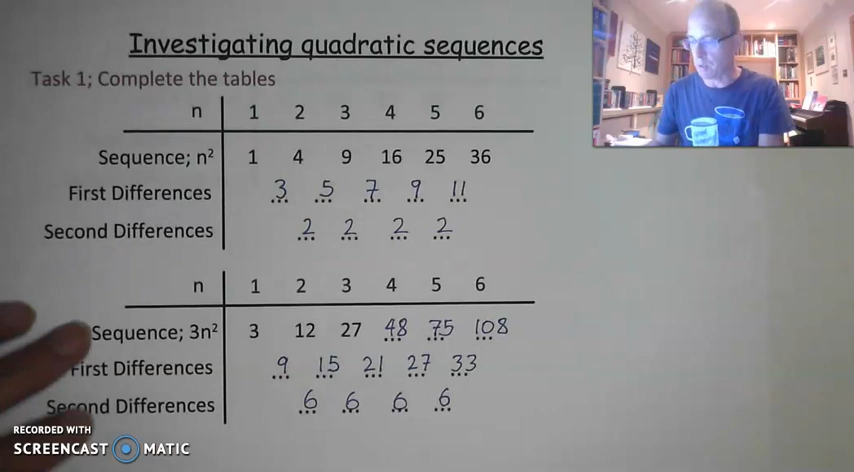 Investigating quadratic sequences
Task 1; Complete the tables
n 1 2 3 4 5 6
Sequence; n² 1 4 9 16 25 36
First Differences 3 5 7 9 11
Second Differences 2 2 2 2
n 1 2 3 4 5 6
Sequence; 3n² 3 12 27 48 75 108
First Differences 9 15 21 27 33
Second Differences 6 6 6 6
RECORDED WITH
SCREENCAST MATIC